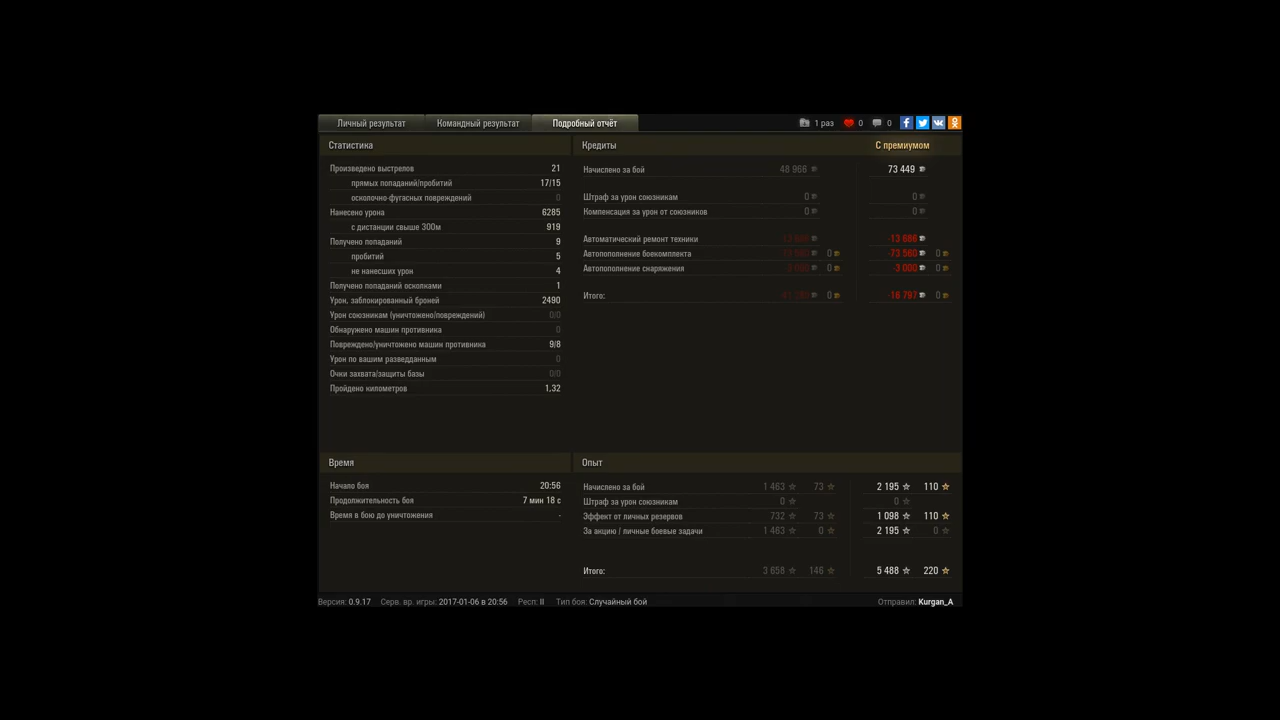 Личный результат Командный результат Подробный отчёт 1 раз 0 0
Статистика Кредиты С премиумом
Произведено выстрелов 21 Начислено за бой 48 966 73 449
прямых попаданий/пробитий 17/15
осколочно-фугасных повреждений 0 Штраф за урон союзникам 0 0
Нанесено урона 6285 Компенсация за урон от союзников 0 0
с дистанции свыше 300м 919
Получено попаданий 9 Автоматический ремонт техники -13 686
пробитий 5 Автопополнение боекомплекта 0 -73 560 0
не нанесших урон 4 Автопополнение снаряжения 0 -3 000 0
Получено попаданий осколками 1
Урон, заблокированный броней 2490 Итого: 0 -16 797 0
Урон союзникам (уничтожено/повреждений) 0/0
Обнаружено машин противника 0
Повреждено/уничтожено машин противника 9/8
Урон по вашим разведданным 0
Очки захвата/защиты базы 0/0
Пройдено километров 1,32
Время Опыт
Начало боя 20:56 Начислено за бой 1 463 73 2 195 110
Продолжительность боя 7 мин 18 с Штраф за урон союзникам 0 0
Время в бою до уничтожения - Эффект от личных резервов 732 73 1 098 110
За акцию / личные боевые задачи 1 463 0 2 195 0
Итого: 3 658 146 5 488 220
Версия: 0.9.17 Серв. вр. игры: 2017-01-06 в 20:56 Респ: II Тип боя: Случайный бой Отправил: Kurgan_A